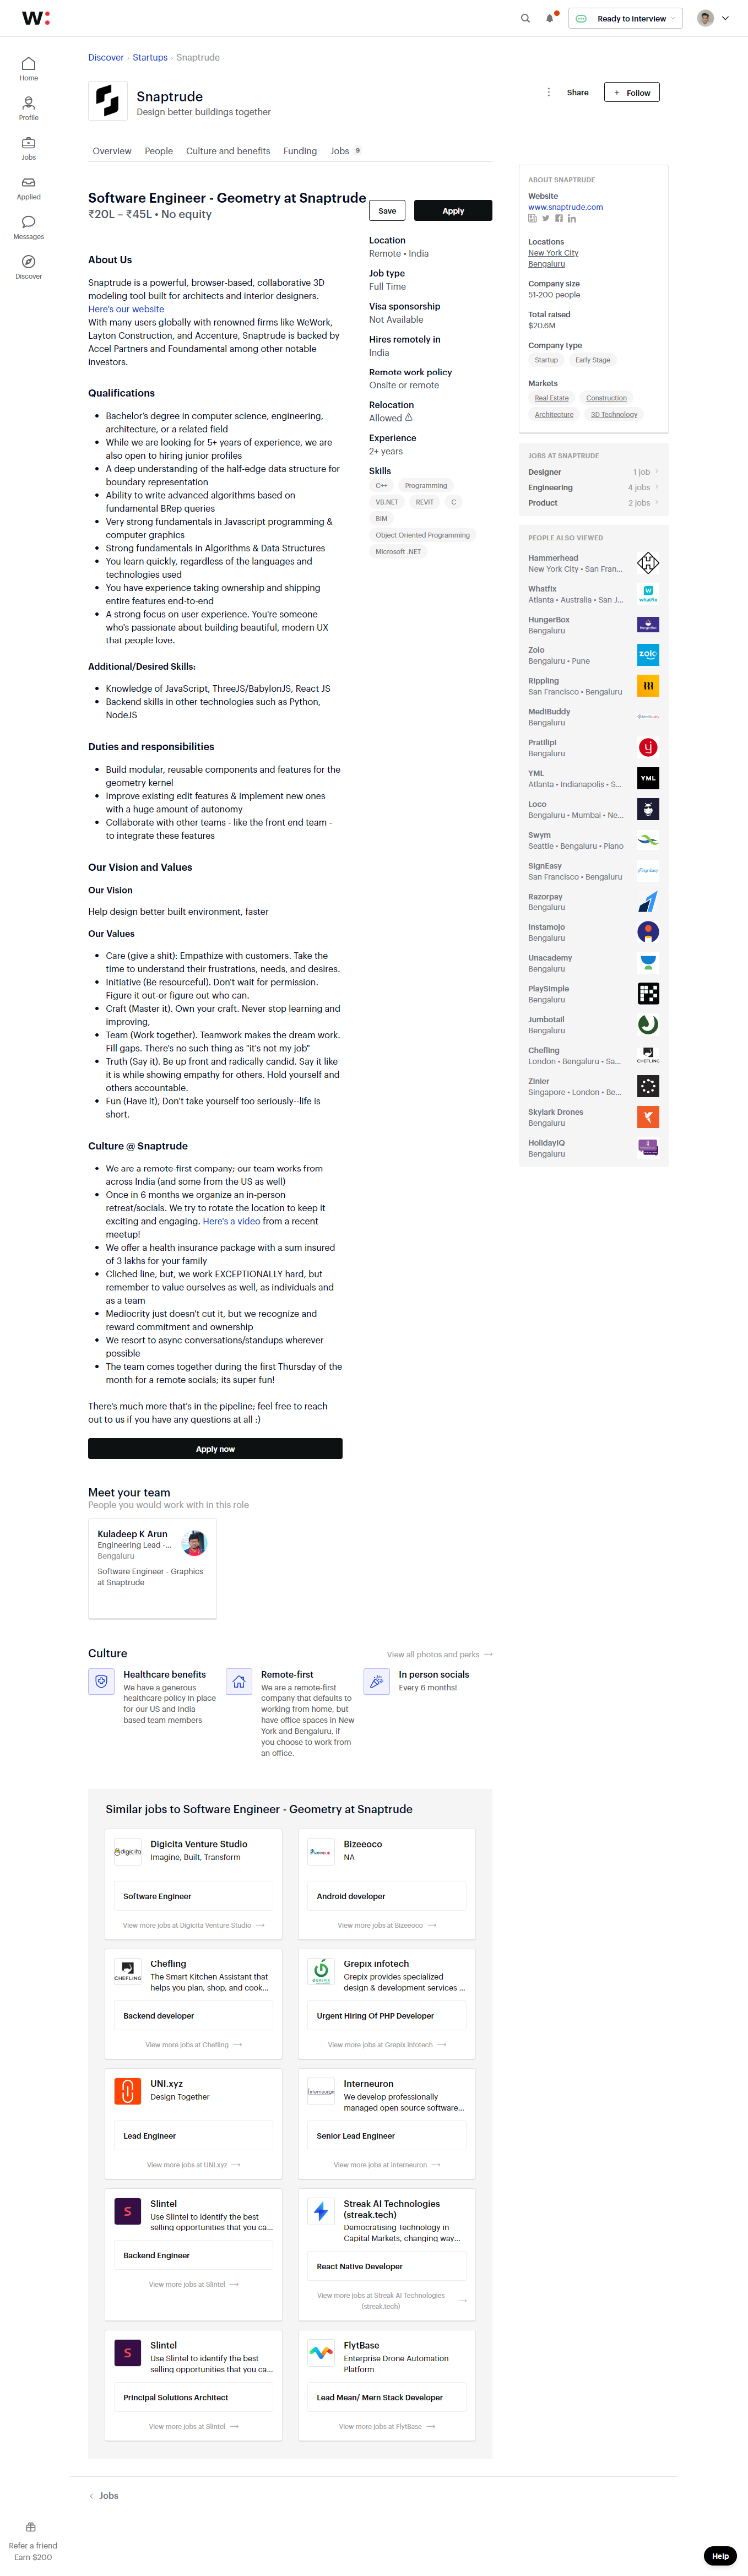 W:
Ready to interview
Home
Profile
Jobs
Applied
Messages
Discover
Discover › Startups › Snaptrude
Snaptrude
Design better buildings together
Share
+ Follow
Overview People Culture and benefits Funding Jobs 9
Software Engineer - Geometry at Snaptrude
₹20L – ₹45L • No equity
Save
Apply
Location
Remote • India
Job type
Full Time
Visa sponsorship
Not Available
Hires remotely in
India
Remote work policy
Onsite or remote
Relocation
Allowed
Experience
2+ years
Skills
C++ Programming
VB.NET REVIT C
BIM
Object Oriented Programming
Microsoft .NET
About Us
Snaptrude is a powerful, browser-based, collaborative 3D
modeling tool built for architects and interior designers.
Here's our website
With many users globally with renowned firms like WeWork,
Layton Construction, and Accenture, Snaptrude is backed by
Accel Partners and Foundamental among other notable
investors.
Qualifications
• Bachelor's degree in computer science, engineering,
architecture, or a related field
• While we are looking for 5+ years of experience, we are
also open to hiring junior profiles
• A deep understanding of the half-edge data structure for
boundary representation
• Ability to write advanced algorithms based on
fundamental BRep queries
• Very strong fundamentals in Javascript programming &
computer graphics
• Strong fundamentals in Algorithms & Data Structures
• You learn quickly, regardless of the languages and
technologies used
• You have experience taking ownership and shipping
entire features end-to-end
• A strong focus on user experience. You're someone
who's passionate about building beautiful, modern UX
that people love.
Additional/Desired Skills:
• Knowledge of JavaScript, ThreeJS/BabylonJS, React JS
• Backend skills in other technologies such as Python,
NodeJS
Duties and responsibilities
• Build modular, reusable components and features for the
geometry kernel
• Improve existing edit features & implement new ones
with a huge amount of autonomy
• Collaborate with other teams - like the front end team -
to integrate these features
Our Vision and Values
Our Vision
Help design better built environment, faster
Our Values
• Care (give a shit): Empathize with customers. Take the
time to understand their frustrations, needs, and desires.
• Initiative (Be resourceful). Don't wait for permission.
Figure it out-or figure out who can.
• Craft (Master it). Own your craft. Never stop learning and
improving,
• Team (Work together). Teamwork makes the dream work.
Fill gaps. There's no such thing as "it's not my job"
• Truth (Say it). Be up front and radically candid. Say it like
it is while showing empathy for others. Hold yourself and
others accountable.
• Fun (Have it), Don't take yourself too seriously--life is
short.
Culture @ Snaptrude
• We are a remote-first company; our team works from
across India (and some from the US as well)
• Once in 6 months we organize an in-person
retreat/socials. We try to rotate the location to keep it
exciting and engaging. Here's a video from a recent
meetup!
• We offer a health insurance package with a sum insured
of 3 lakhs for your family
• Cliched line, but, we work EXCEPTIONALLY hard, but
remember to value ourselves as well, as individuals and
as a team
• Mediocrity just doesn't cut it, but we recognize and
reward commitment and ownership
• We resort to async conversations/standups wherever
possible
• The team comes together during the first Thursday of the
month for a remote socials; its super fun!
There's much more that's in the pipeline; feel free to reach
out to us if you have any questions at all :)
Apply now
Meet your team
People you would work with in this role
Kuladeep K Arun
Engineering Lead -...
Bengaluru
Software Engineer - Graphics
at Snaptrude
Culture
View all photos and perks →
Healthcare benefits
We have a generous
healthcare policy in place
for our US and India
based team members
Remote-first
We are a remote-first
company that defaults to
working from home, but
have office spaces in New
York and Bengaluru, if
you choose to work from
an office.
In person socials
Every 6 months!
Similar jobs to Software Engineer - Geometry at Snaptrude
Digicita Venture Studio
Imagine, Built, Transform
Software Engineer
View more jobs at Digicita Venture Studio →
Bizeeoco
NA
Android developer
View more jobs at Bizeeoco →
CHEFLING
Chefling
The Smart Kitchen Assistant that
helps you plan, shop, and cook...
Backend developer
View more jobs at Chefling →
Grepix infotech
Grepix provides specialized
design & development services ...
Urgent Hiring Of PHP Developer
View more jobs at Grepix infotech →
UNI.xyz
Design Together
Lead Engineer
View more jobs at UNI.xyz →
Interneuron
We develop professionally
managed open source software...
Senior Lead Engineer
View more jobs at Interneuron →
S
Slintel
Use Slintel to identify the best
selling opportunities that you ca...
Backend Engineer
View more jobs at Slintel →
Streak AI Technologies
(streak.tech)
Democratising Technology in
Capital Markets, changing way...
React Native Developer
View more jobs at Streak AI Technologies
(streak.tech) →
S
Slintel
Use Slintel to identify the best
selling opportunities that you ca...
Principal Solutions Architect
View more jobs at Slintel →
FlytBase
Enterprise Drone Automation
Platform
Lead Mean/ Mern Stack Developer
View more jobs at FlytBase →
ABOUT SNAPTRUDE
Website
www.snaptrude.com
Locations
New York City
Bengaluru
Company size
51-200 people
Total raised
$20.6M
Company type
Startup Early Stage
Markets
Real Estate Construction
Architecture 3D Technology
JOBS AT SNAPTRUDE
Designer 1 job
Engineering 4 jobs
Product 2 jobs
PEOPLE ALSO VIEWED
Hammerhead
New York City • San Fran...
Whatfix
Atlanta • Australia • San J...
whatfix
HungerBox
Bengaluru
Zolo
Bengaluru • Pune
zolo
Rippling
San Francisco • Bengaluru
MediBuddy
Bengaluru
Pratilipi
Bengaluru
YML
Atlanta • Indianapolis • S...
YML
Loco
Bengaluru • Mumbai • Ne...
Swym
Seattle • Bengaluru • Plano
SignEasy
San Francisco • Bengaluru
Razorpay
Bengaluru
Instamojo
Bengaluru
Unacademy
Bengaluru
PlaySimple
Bengaluru
Jumbotail
Bengaluru
Chefling
London • Bengaluru • Sa...
CHEFLING
Zinier
Singapore • London • Be...
Skylark Drones
Bengaluru
HolidayIQ
Bengaluru
‹ Jobs
Refer a friend
Earn $200
Help